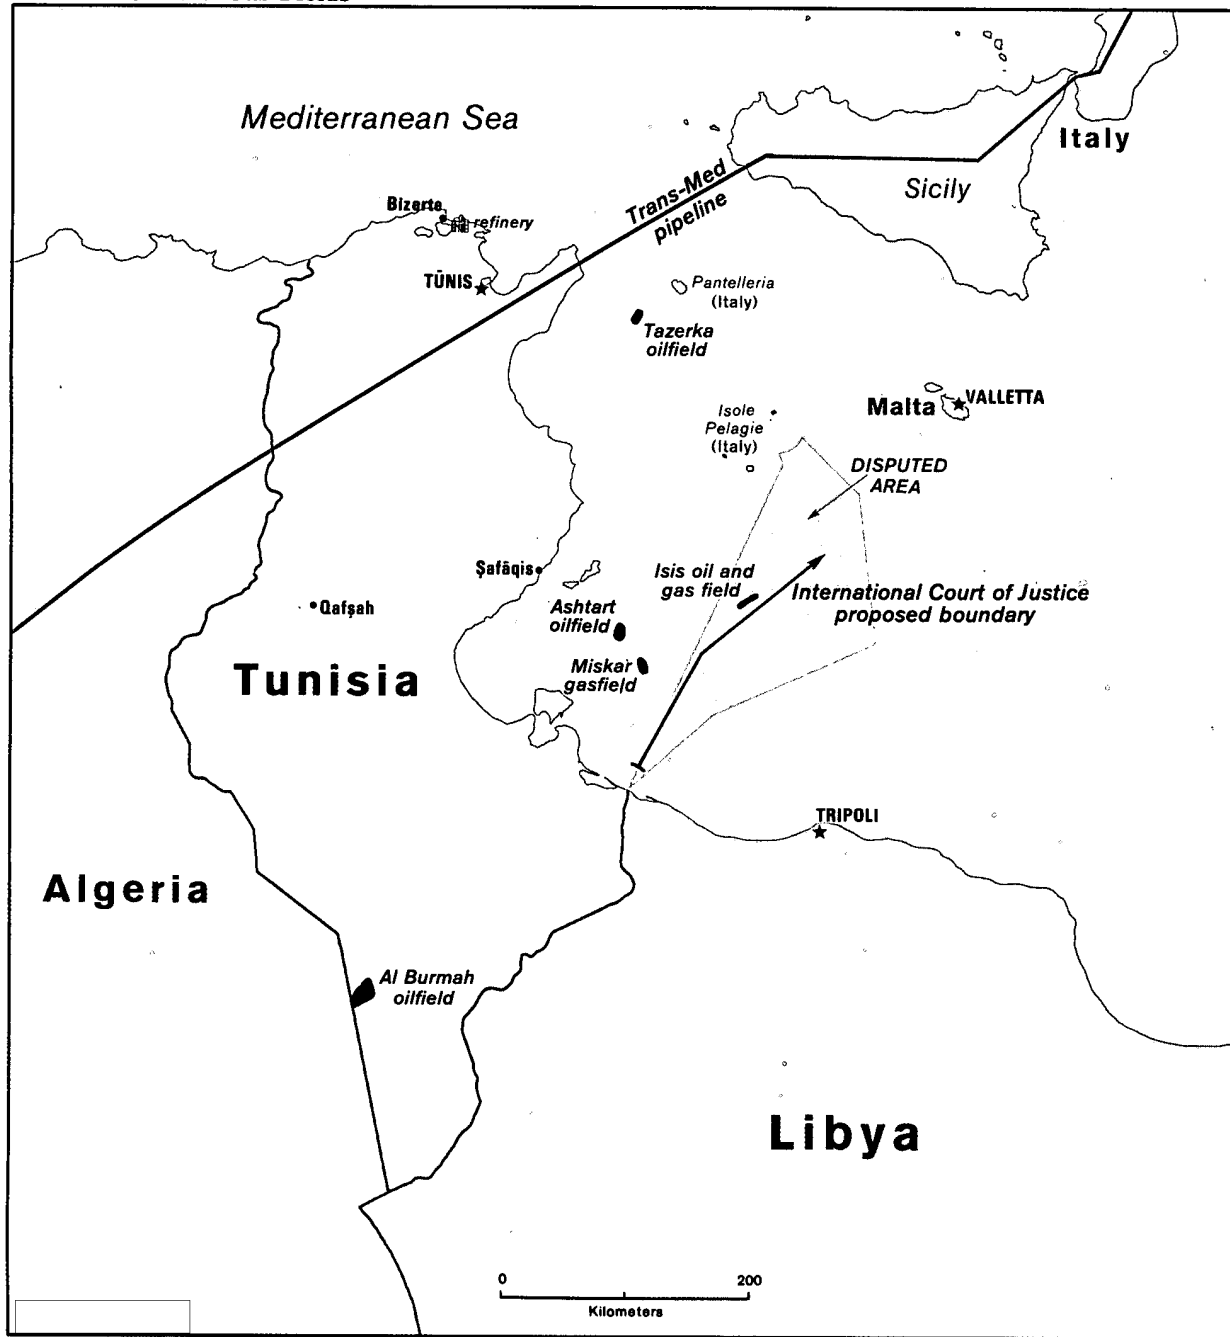 Mediterranean Sea
Italy
Sicily
Trans-Med
pipeline
Bizerte
refinery
TŪNIS
Pantelleria
(Italy)
Tazerka
oilfield
Malta
VALLETTA
Isole
Pelagie
(Italy)
DISPUTED
AREA
Şafāqis
Isis oil and
gas field
International Court of Justice
proposed boundary
Qafşah
Ashtart
oilfield
Miskar
gasfield
Tunisia
TRIPOLI
Algeria
Al Burmah
oilfield
Libya
0
200
Kilometers